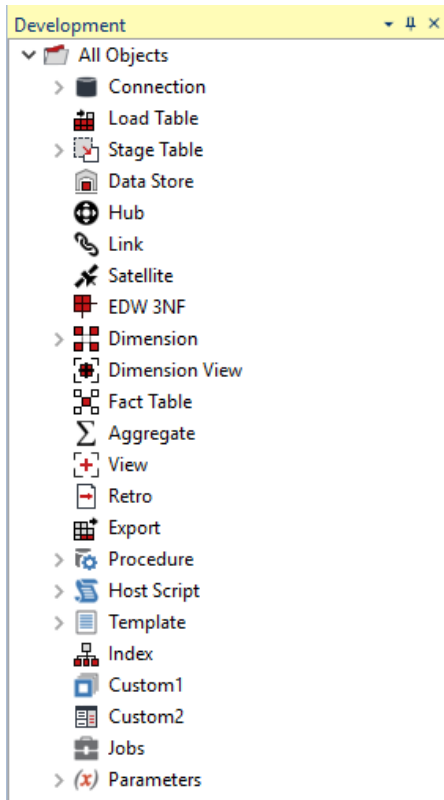 Development
All Objects
Connection
Load Table
Stage Table
Data Store
Hub
Link
Satellite
EDW 3NF
Dimension
Dimension View
Fact Table
Aggregate
View
Retro
Export
Procedure
Host Script
Template
Index
Custom1
Custom2
Jobs
(x) Parameters